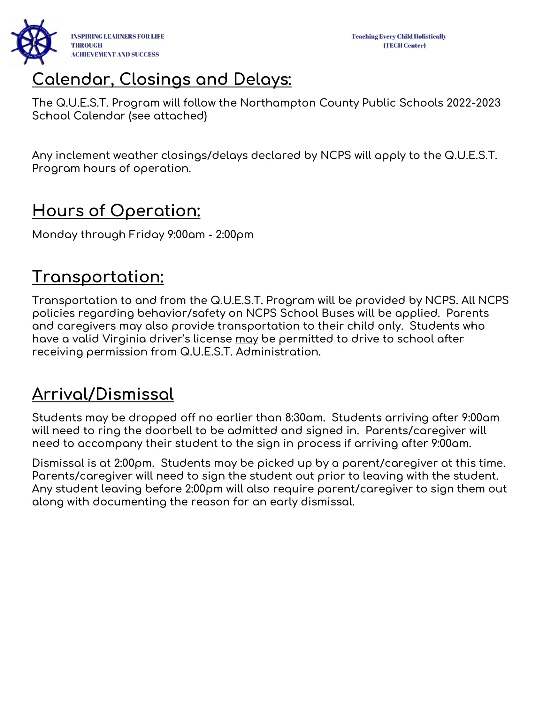 INSPIRING LEARNERS FOR LIFE
THROUGH
ACHIEVEMENT AND SUCCESS
Teaching Every Child Holistically
(TECH Center)
Calendar, Closings and Delays:
The Q.U.E.S.T. Program will follow the Northampton County Public Schools 2022-2023
School Calendar (see attached)
Any inclement weather closings/delays declared by NCPS will apply to the Q.U.E.S.T.
Program hours of operation.
Hours of Operation:
Monday through Friday 9:00am - 2:00pm
Transportation:
Transportation to and from the Q.U.E.S.T. Program will be provided by NCPS. All NCPS
policies regarding behavior/safety on NCPS School Buses will be applied. Parents
and caregivers may also provide transportation to their child only. Students who
have a valid Virginia driver's license may be permitted to drive to school after
receiving permission from Q.U.E.S.T. Administration.
Arrival/Dismissal
Students may be dropped off no earlier than 8:30am. Students arriving after 9:00am
will need to ring the doorbell to be admitted and signed in. Parents/caregiver will
need to accompany their student to the sign in process if arriving after 9:00am.
Dismissal is at 2:00pm. Students may be picked up by a parent/caregiver at this time.
Parents/caregiver will need to sign the student out prior to leaving with the student.
Any student leaving before 2:00pm will also require parent/caregiver to sign them out
along with documenting the reason for an early dismissal.